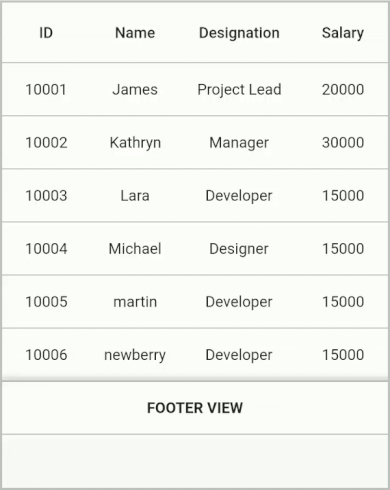 ID Name Designation Salary
10001 James Project Lead 20000
10002 Kathryn Manager 30000
10003 Lara Developer 15000
10004 Michael Designer 15000
10005 martin Developer 15000
10006 newberry Developer 15000
FOOTER VIEW